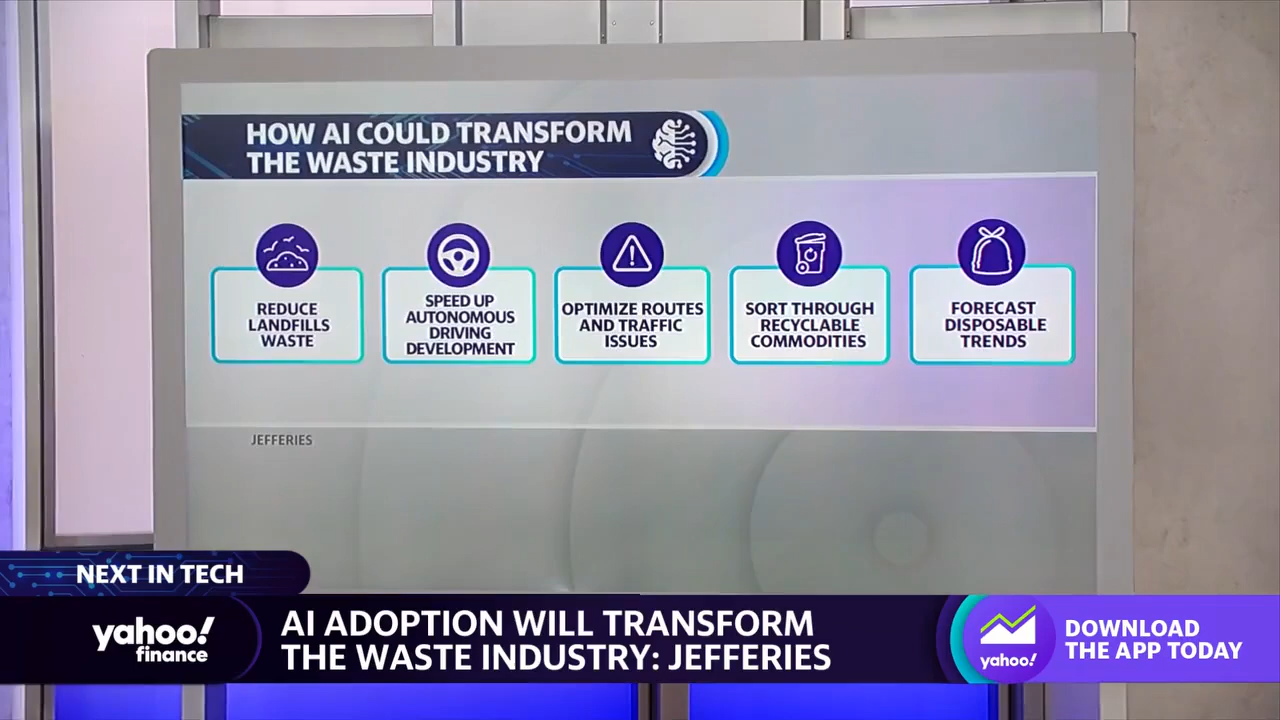 HOW AI COULD TRANSFORM
THE WASTE INDUSTRY
REDUCE
LANDFILLS
WASTE
SPEED UP
AUTONOMOUS
DRIVING
DEVELOPMENT
OPTIMIZE ROUTES
AND TRAFFIC
ISSUES
SORT THROUGH
RECYCLABLE
COMMODITIES
FORECAST
DISPOSABLE
TRENDS
JEFFERIES
NEXT IN TECH
yahoo!
finance
AI ADOPTION WILL TRANSFORM
THE WASTE INDUSTRY: JEFFERIES
yahoo!
DOWNLOAD
THE APP TODAY